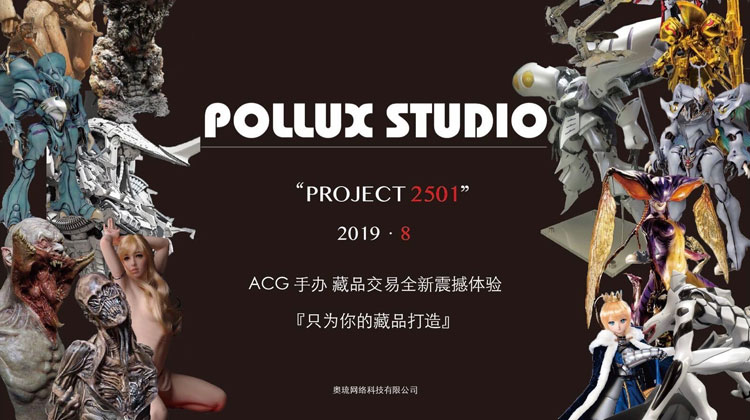 POLLUX STUDIO
“PROJECT 2501”
2019 · 8
ACG 手办 藏品交易全新震撼体验
『只为你的藏品打造』
奥琉网络科技有限公司